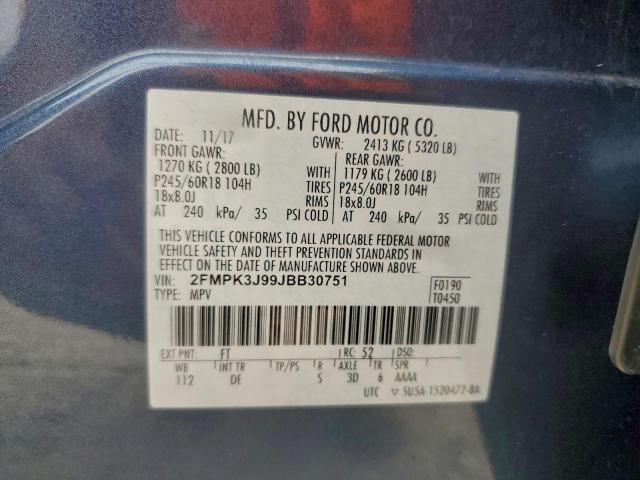 MFD. BY FORD MOTOR CO.
DATE: 11/17 GVWR: 2413 KG ( 5320 LB)
FRONT GAWR: REAR GAWR:
1270 KG ( 2800 LB) WITH 1179 KG ( 2600 LB) WITH
P245/60R18 104H TIRES P245/60R18 104H TIRES
18x8.0J RIMS 18x8.0J RIMS
AT 240 kPa/ 35 PSI COLD AT 240 kPa/ 35 PSI COLD
THIS VEHICLE CONFORMS TO ALL APPLICABLE FEDERAL MOTOR
VEHICLE SAFETY AND THEFT PREVENTION STANDARDS IN
EFFECT ON THE DATE OF MANUFACTURE SHOWN ABOVE.
VIN: 2FMPK3J99JBB30751 F0190
TYPE: MPV T0450
EXT PNT: FT RC: 52 DSO:
WB INT TR TP/PS R AXLE TR SPR
112 DE S 3D 6 AAAA
UTC ▽ 5U5A-1520472-BA